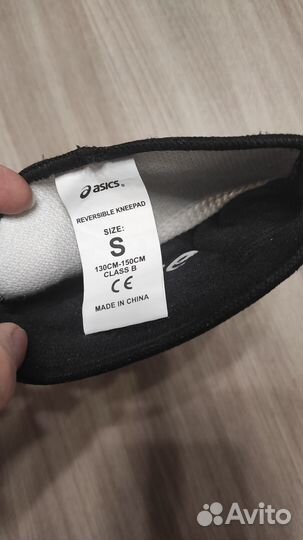 asics
REVERSIBLE KNEEPAD
SIZE:
S
130CM-150CM
CLASS B
CE
MADE IN CHINA
Avito